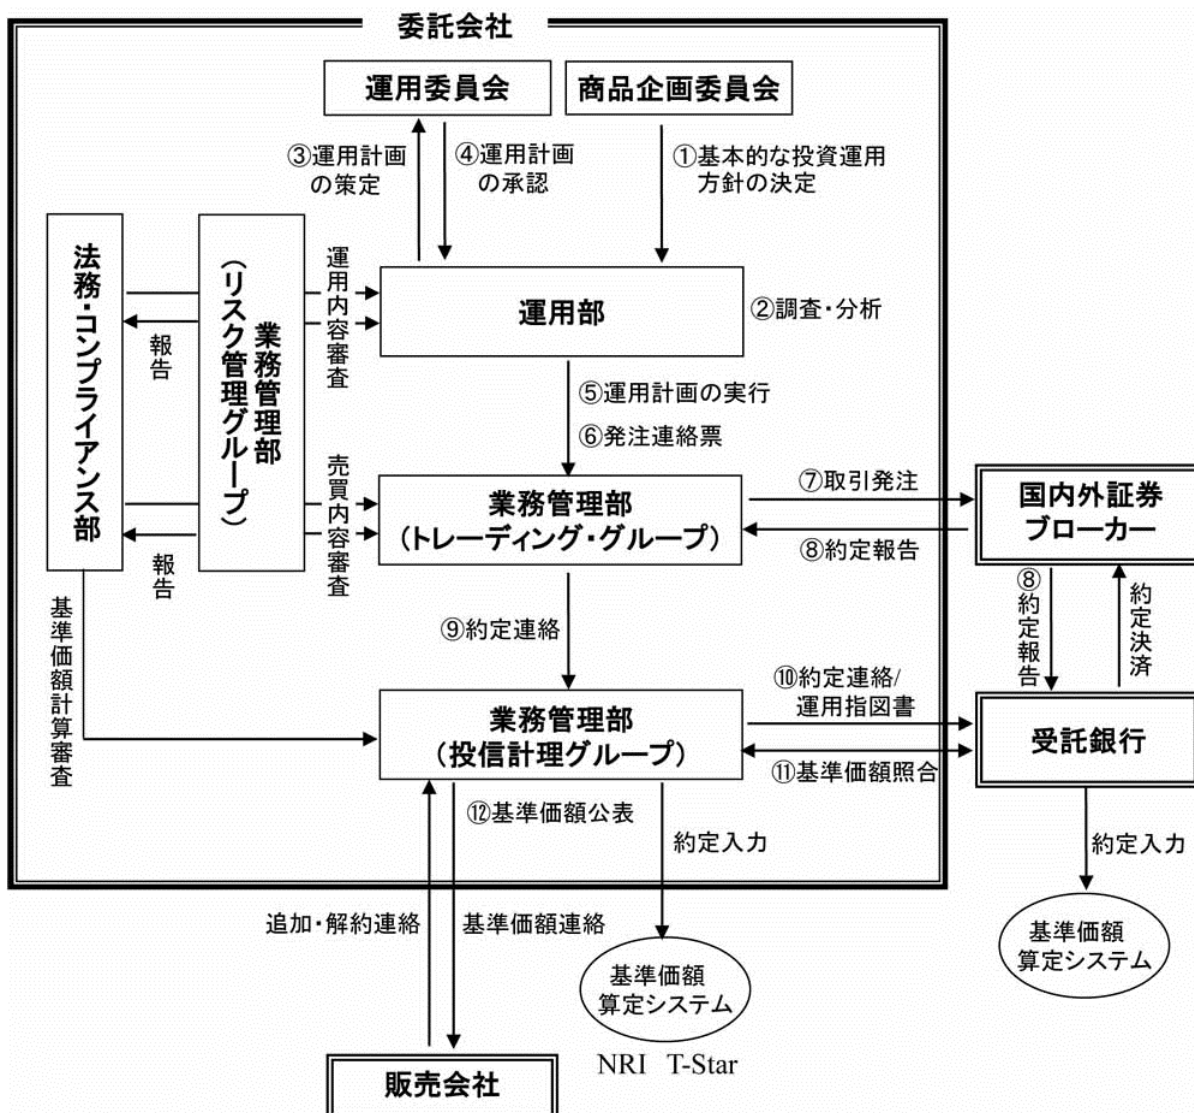 委託会社
運用委員会
商品企画委員会
③運用計画
の策定
④運用計画
の承認
①基本的な投資運用
方針の決定
法務・コンプライアンス部
業務管理部
（リスク管理グループ）
運用内容審査
報告
運用部
②調査・分析
⑤運用計画の実行
⑥発注連絡票
売買内容審査
報告
業務管理部
（トレーディング・グループ）
⑦取引発注
⑧約定報告
国内外証券
ブローカー
⑧約定報告
約定決済
⑨約定連絡
基準価額計算審査
業務管理部
（投信計理グループ）
⑩約定連絡/
運用指図書
⑪基準価額照合
受託銀行
⑫基準価額公表
約定入力
約定入力
追加・解約連絡
基準価額連絡
基準価額
算定システム
基準価額
算定システム
NRI T-Star
販売会社